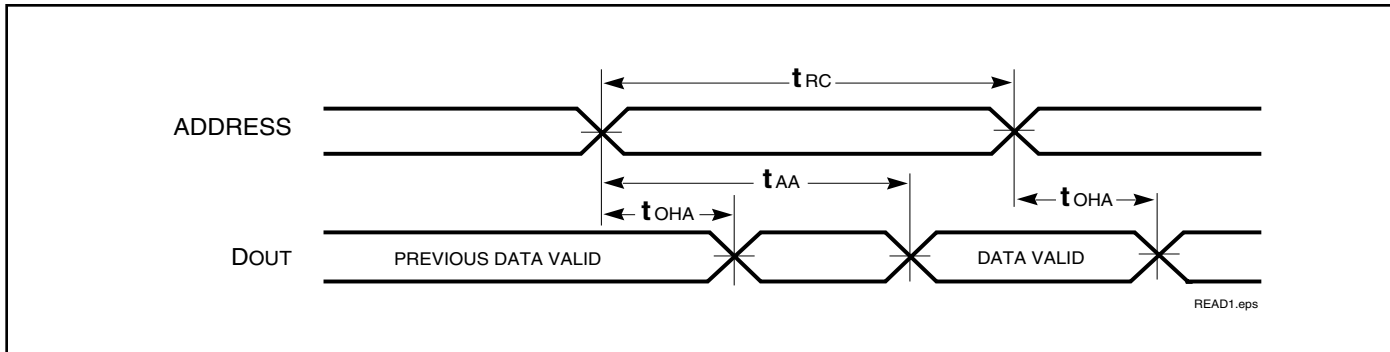 tRC
ADDRESS
tAA
tOHA
tOHA
DOUT
PREVIOUS DATA VALID
DATA VALID
READ1.eps